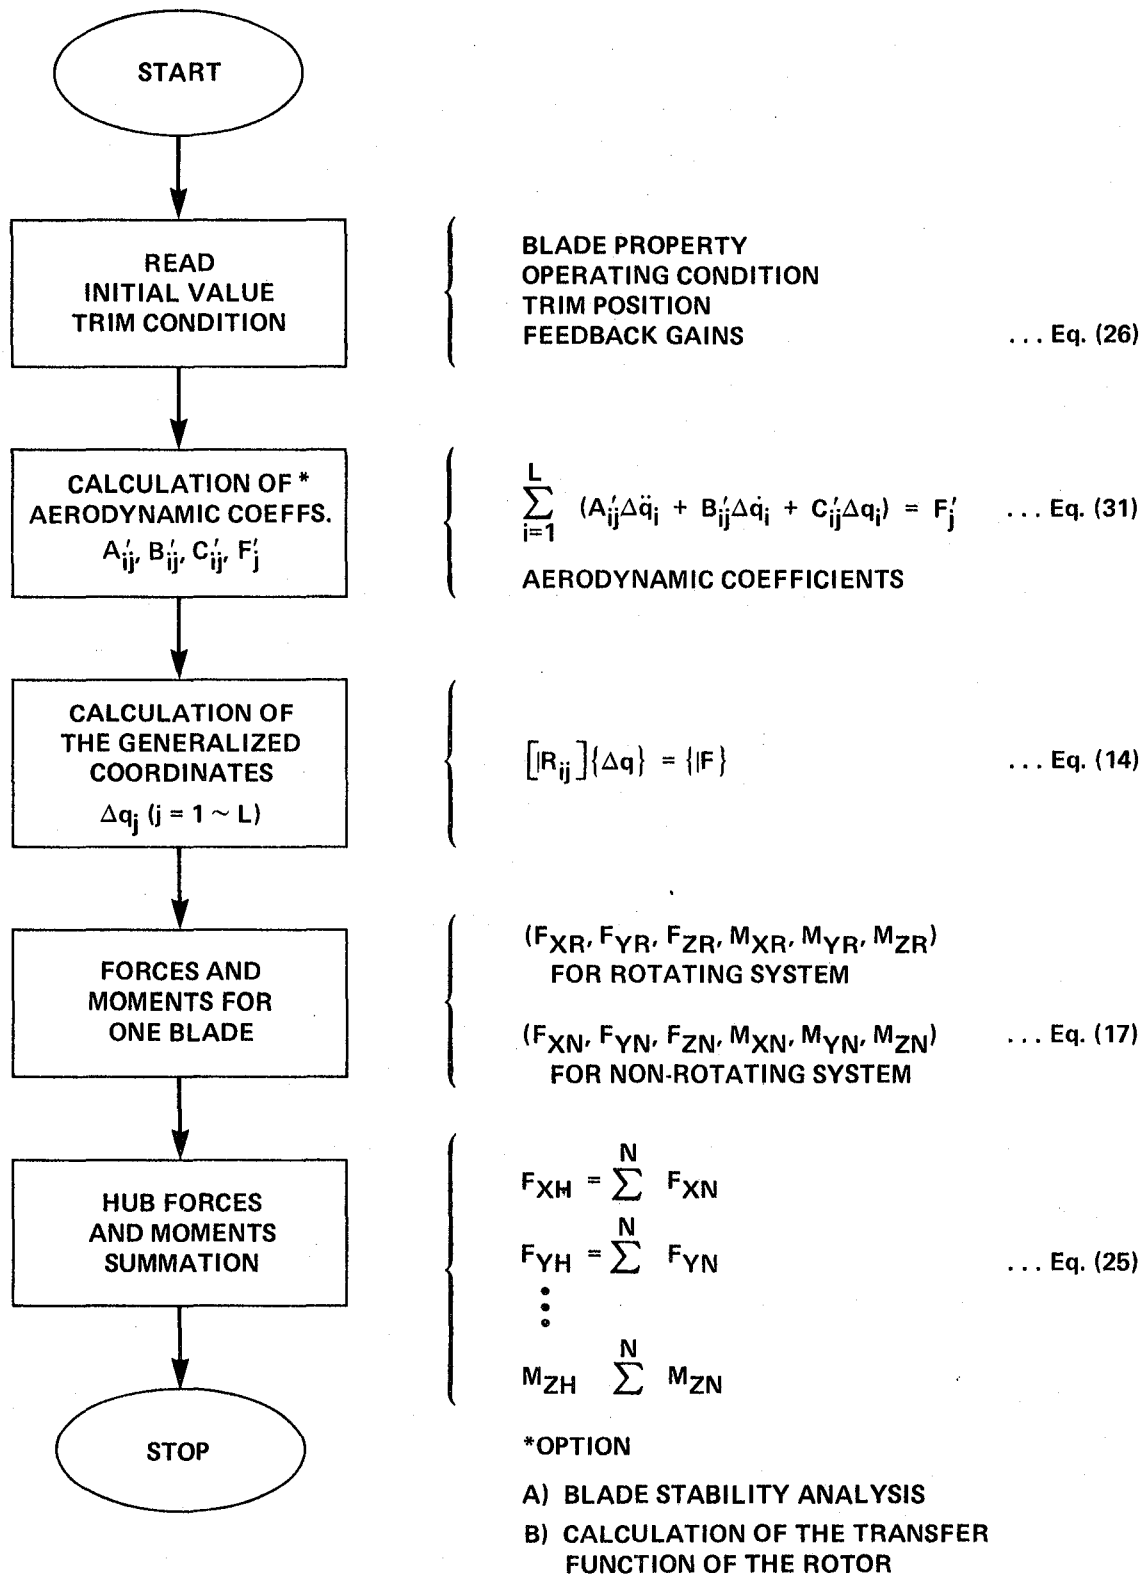 START
READ
INITIAL VALUE
TRIM CONDITION
BLADE PROPERTY
OPERATING CONDITION
TRIM POSITION
FEEDBACK GAINS ... Eq. (26)
CALCULATION OF *
AERODYNAMIC COEFFS.
A′ij, B′ij, C′ij, F′j
L
∑ (A′ijΔq̈i + B′ijΔq̇i + C′ijΔqi) = F′j ... Eq. (31)
i=1
AERODYNAMIC COEFFICIENTS
CALCULATION OF
THE GENERALIZED
COORDINATES
Δqj (j = 1 ~ L)
[|Rij]{Δq} = {|F} ... Eq. (14)
FORCES AND
MOMENTS FOR
ONE BLADE
(FXR, FYR, FZR, MXR, MYR, MZR)
FOR ROTATING SYSTEM
(FXN, FYN, FZN, MXN, MYN, MZN) ... Eq. (17)
FOR NON-ROTATING SYSTEM
HUB FORCES
AND MOMENTS
SUMMATION
N
FXH = ∑ FXN
N
FYH = ∑ FYN ... Eq. (25)
⋮
N
MZH ∑ MZN
STOP
*OPTION
A) BLADE STABILITY ANALYSIS
B) CALCULATION OF THE TRANSFER
FUNCTION OF THE ROTOR